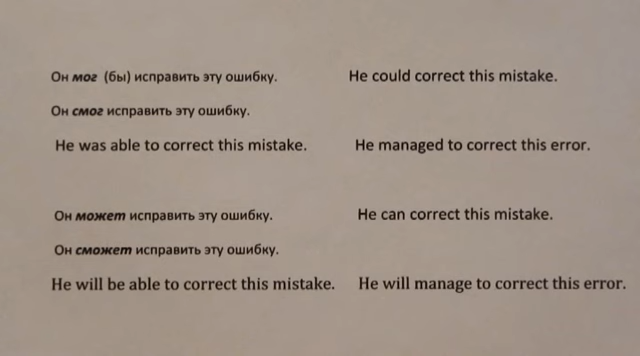 Он мог (бы) исправить эту ошибку. He could correct this mistake.
Он смог исправить эту ошибку.
He was able to correct this mistake. He managed to correct this error.
Он может исправить эту ошибку. He can correct this mistake.
Он сможет исправить эту ошибку.
He will be able to correct this mistake. He will manage to correct this error.